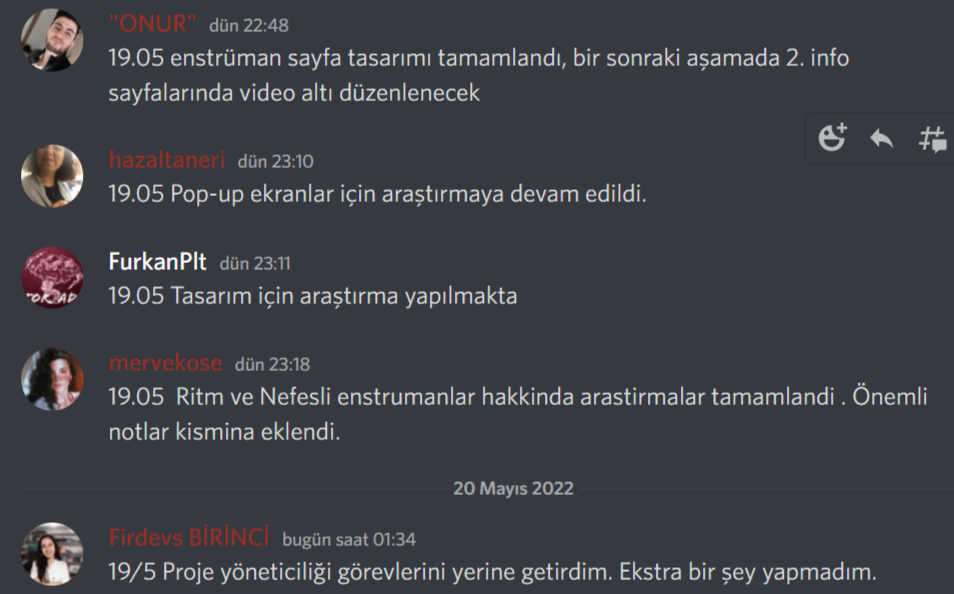 "ONUR" dün 22:48
19.05 enstrüman sayfa tasarımı tamamlandı, bir sonraki aşamada 2. info
sayfalarında video altı düzenlenecek
hazaltaneri dün 23:10
19.05 Pop-up ekranlar için araştırmaya devam edildi.
FurkanPlt dün 23:11
19.05 Tasarım için araştırma yapılmakta
mervekose dün 23:18
19.05 Ritm ve Nefesli enstrumanlar hakkinda arastirmalar tamamlandi . Önemli
notlar kismina eklendi.
20 Mayıs 2022
Firdevs BİRİNCİ bugün saat 01:34
19/5 Proje yöneticiliği görevlerini yerine getirdim. Ekstra bir şey yapmadım.